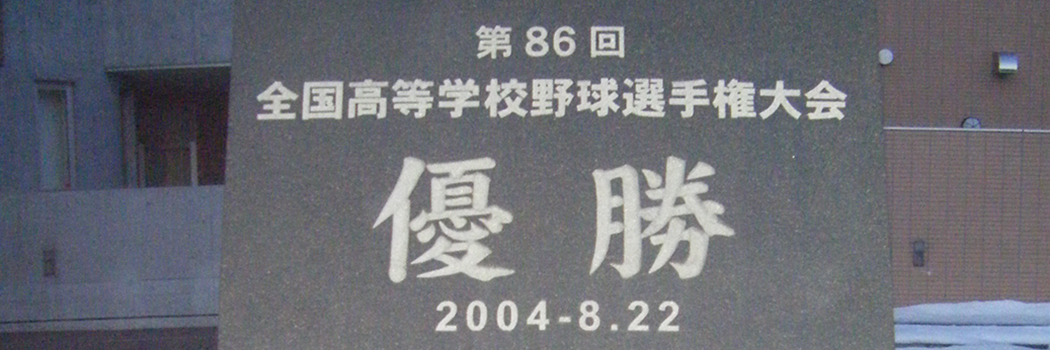 第86回
全国高等学校野球選手権大会
優勝
2004-8.22